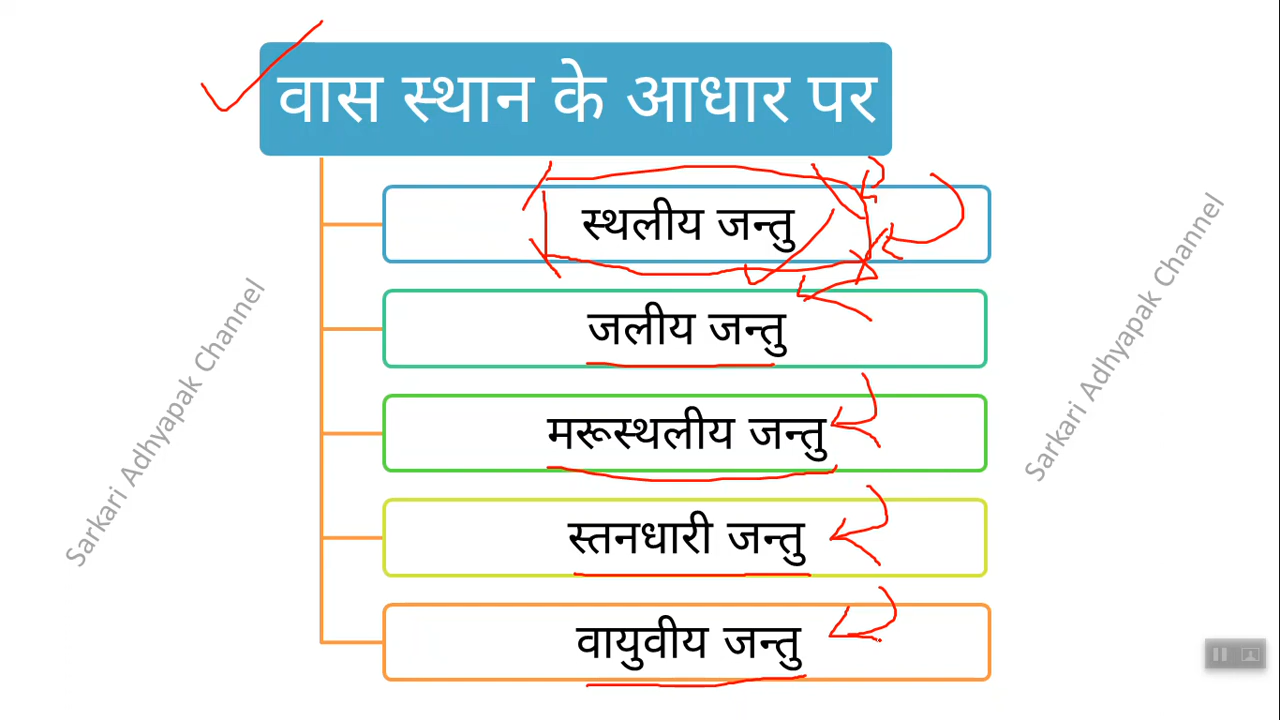 वास स्थान के आधार पर
स्थलीय जन्तु
जलीय जन्तु
मरूस्थलीय जन्तु
स्तनधारी जन्तु
वायुवीय जन्तु
Sarkari Adhyapak Channel
Sarkari Adhyapak Channel